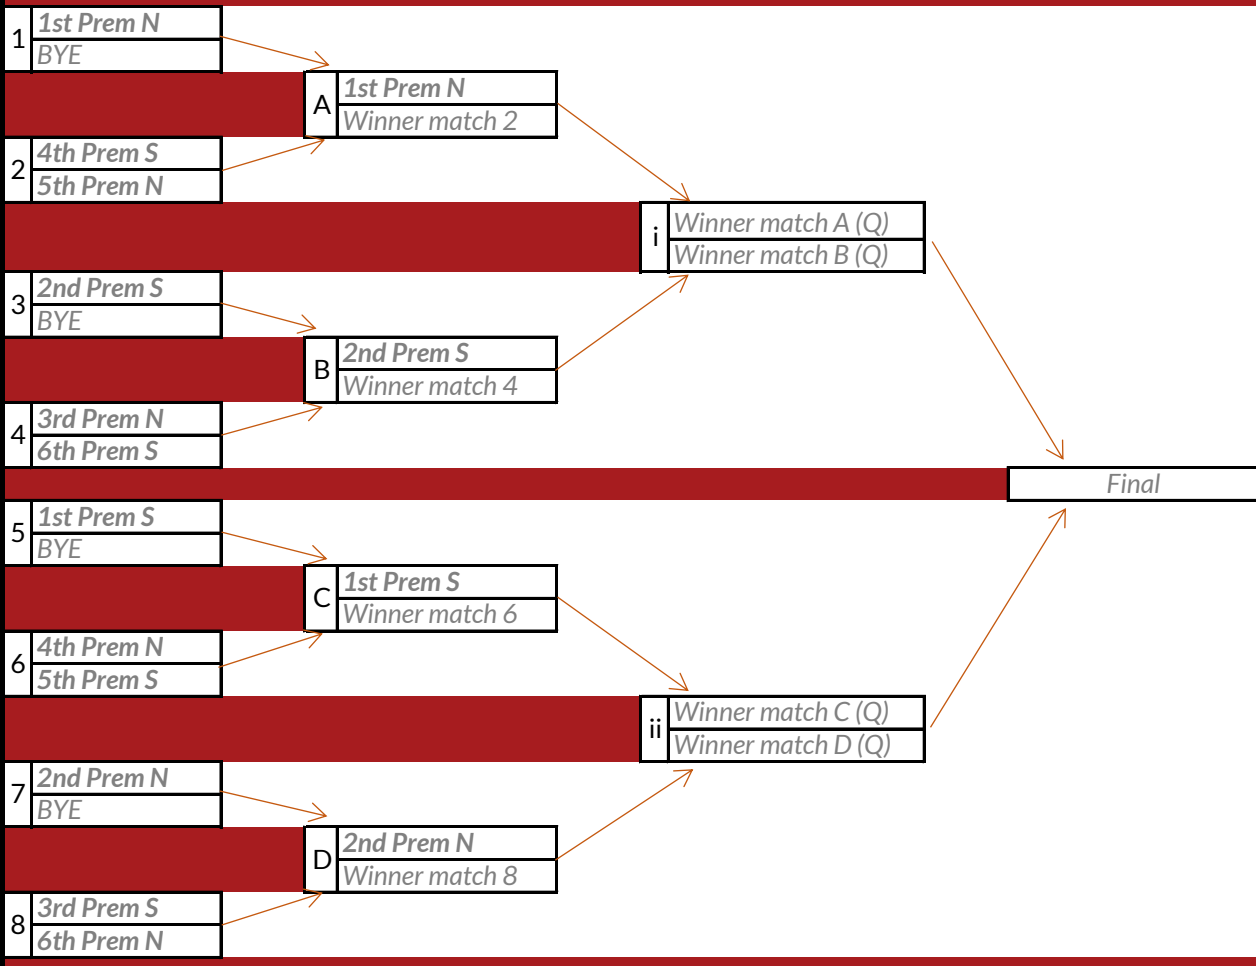 1
1st Prem N
BYE
A
1st Prem N
Winner match 2
2
4th Prem S
5th Prem N
i
Winner match A (Q)
Winner match B (Q)
3
2nd Prem S
BYE
B
2nd Prem S
Winner match 4
4
3rd Prem N
6th Prem S
Final
5
1st Prem S
BYE
C
1st Prem S
Winner match 6
6
4th Prem N
5th Prem S
ii
Winner match C (Q)
Winner match D (Q)
7
2nd Prem N
BYE
D
2nd Prem N
Winner match 8
8
3rd Prem S
6th Prem N